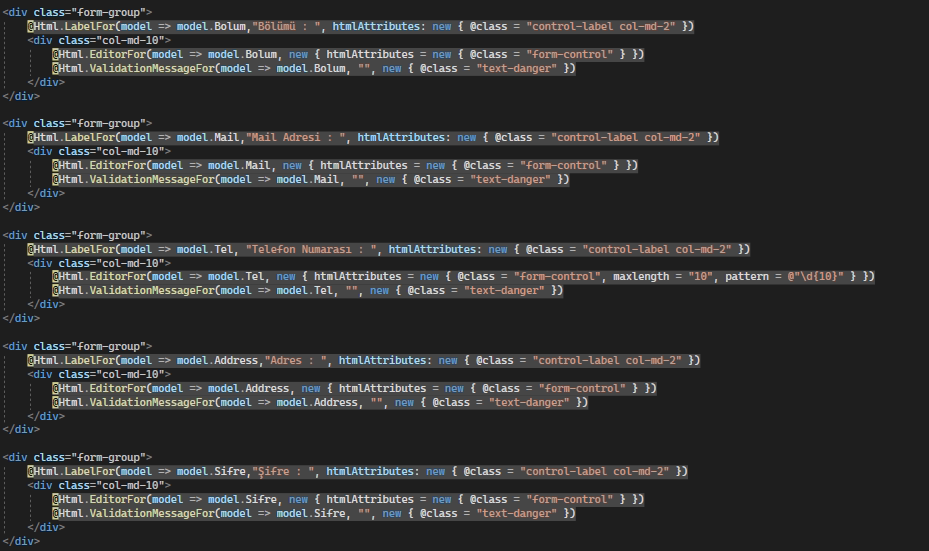 <div class="form-group">
@Html.LabelFor(model => model.Bolum,"Bölümü : ", htmlAttributes: new { @class = "control-label col-md-2" })
<div class="col-md-10">
@Html.EditorFor(model => model.Bolum, new { htmlAttributes = new { @class = "form-control" } })
@Html.ValidationMessageFor(model => model.Bolum, "", new { @class = "text-danger" })
</div>
</div>
<div class="form-group">
@Html.LabelFor(model => model.Mail,"Mail Adresi : ", htmlAttributes: new { @class = "control-label col-md-2" })
<div class="col-md-10">
@Html.EditorFor(model => model.Mail, new { htmlAttributes = new { @class = "form-control" } })
@Html.ValidationMessageFor(model => model.Mail, "", new { @class = "text-danger" })
</div>
</div>
<div class="form-group">
@Html.LabelFor(model => model.Tel, "Telefon Numarası : ", htmlAttributes: new { @class = "control-label col-md-2" })
<div class="col-md-10">
@Html.EditorFor(model => model.Tel, new { htmlAttributes = new { @class = "form-control", maxlength = "10", pattern = @"\d{10}" } })
@Html.ValidationMessageFor(model => model.Tel, "", new { @class = "text-danger" })
</div>
</div>
<div class="form-group">
@Html.LabelFor(model => model.Address,"Adres : ", htmlAttributes: new { @class = "control-label col-md-2" })
<div class="col-md-10">
@Html.EditorFor(model => model.Address, new { htmlAttributes = new { @class = "form-control" } })
@Html.ValidationMessageFor(model => model.Address, "", new { @class = "text-danger" })
</div>
</div>
<div class="form-group">
@Html.LabelFor(model => model.Sifre,"Şifre : ", htmlAttributes: new { @class = "control-label col-md-2" })
<div class="col-md-10">
@Html.EditorFor(model => model.Sifre, new { htmlAttributes = new { @class = "form-control" } })
@Html.ValidationMessageFor(model => model.Sifre, "", new { @class = "text-danger" })
</div>
</div>